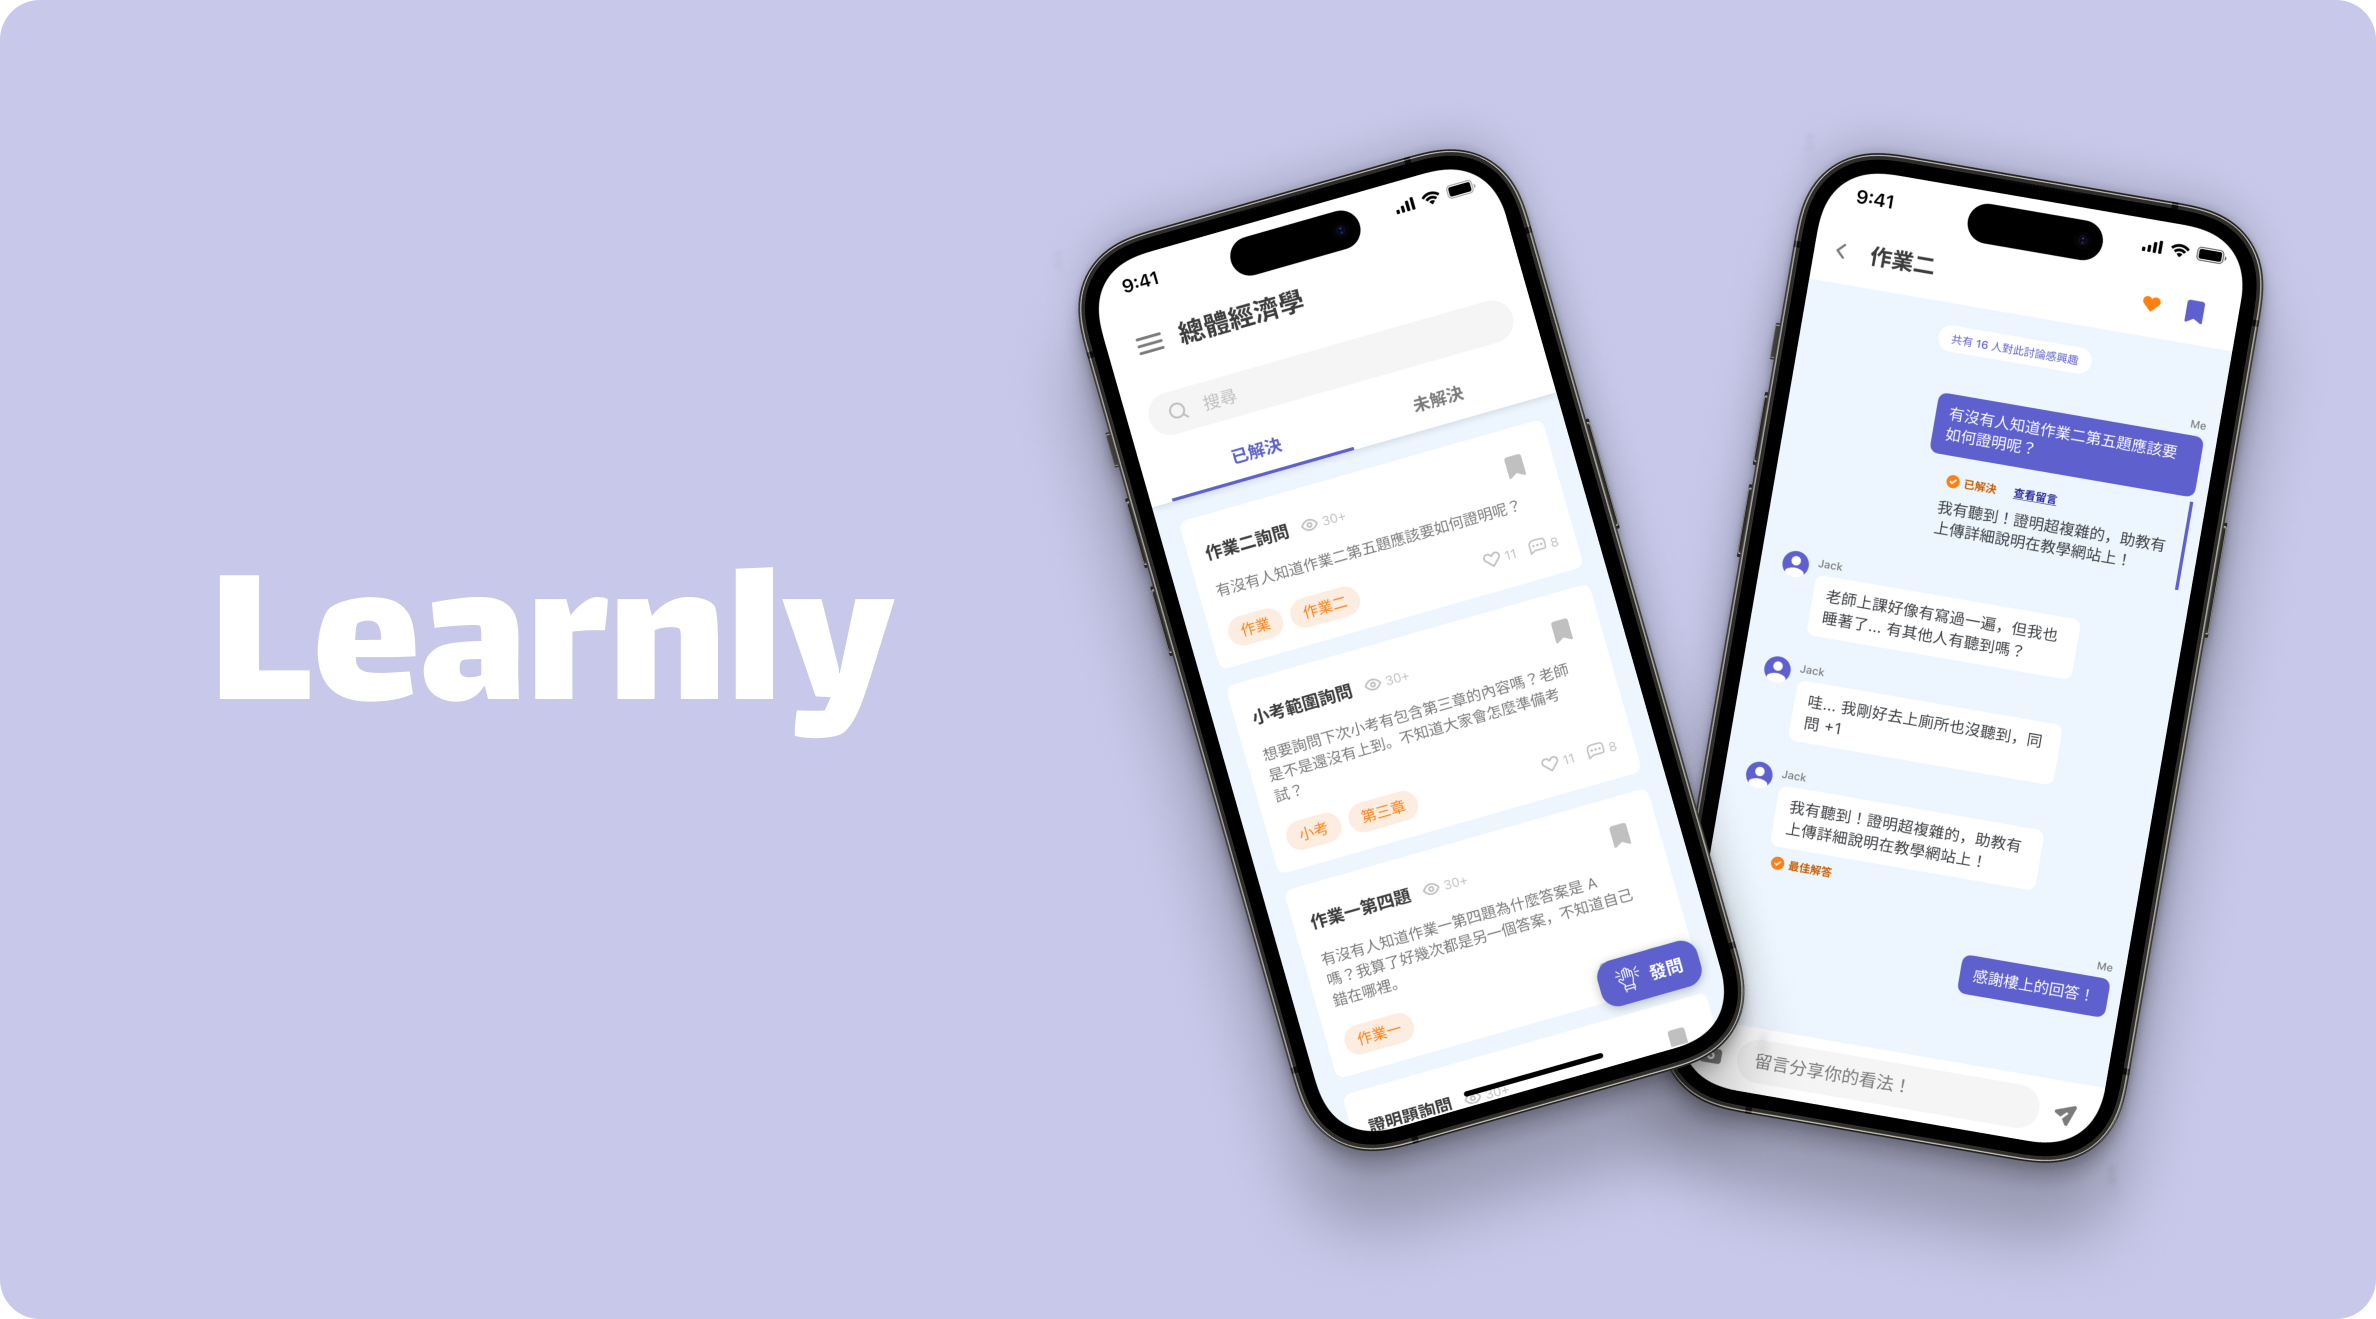 Learnly
9:41
總體經濟學
搜尋
已解決
未解決
作業二詢問 30+
有沒有人知道作業二第五題應該要如何證明呢？
11 8
作業 作業二
小考範圍詢問 30+
想要詢問下次小考有包含第三章的內容嗎？老師
是不是還沒有上到。不知道大家會怎麼準備考
試？
11 8
小考 第三章
作業一第四題 30+
有沒有人知道作業一第四題為什麼答案是 A
嗎？我算了好幾次都是另一個答案，不知道自己
錯在哪裡。
作業一
發問
證明題詢問 30+
9:41
作業二
共有 16 人對此討論感興趣
Me
有沒有人知道作業二第五題應該要
如何證明呢？
已解決 查看留言
我有聽到！證明超複雜的，助教有
上傳詳細說明在教學網站上！
Jack
老師上課好像有寫過一遍，但我也
睡著了... 有其他人有聽到嗎？
Jack
哇... 我剛好去上廁所也沒聽到，同
問 +1
Jack
我有聽到！證明超複雜的，助教有
上傳詳細說明在教學網站上！
最佳解答
Me
感謝樓上的回答！
留言分享你的看法！